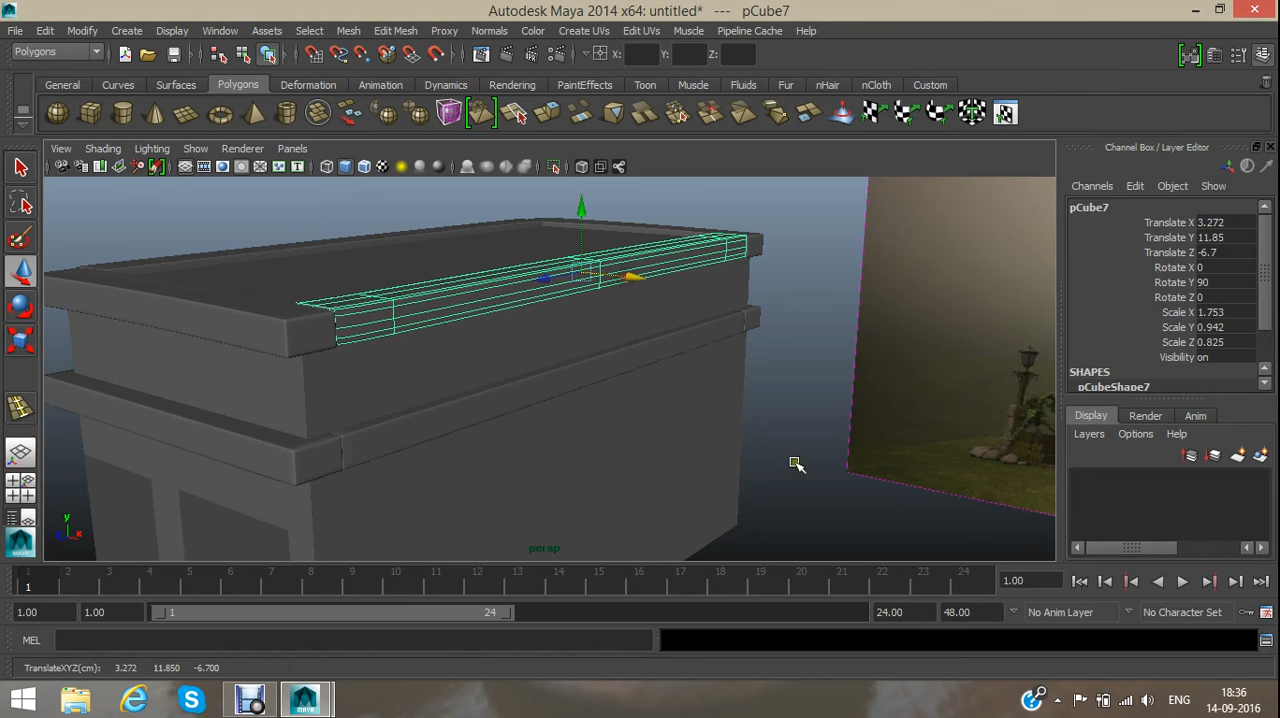 Autodesk Maya 2014 x64: untitled* --- pCube7
File Edit Modify Create Display Window Assets Select Mesh Edit Mesh Proxy Normals Color Create UVs Edit UVs Muscle Pipeline Cache Help
Polygons X: Y: Z:
General Curves Surfaces Polygons Deformation Animation Dynamics Rendering PaintEffects Toon Muscle Fluids Fur nHair nCloth Custom
View Shading Lighting Show Renderer Panels
Channel Box / Layer Editor
Channels Edit Object Show
pCube7
Translate X 3.272
Translate Y 11.85
Translate Z -6.7
Rotate X 0
Rotate Y 90
Rotate Z 0
Scale X 1.753
Scale Y 0.942
Scale Z 0.825
Visibility on
SHAPES
pCubeShape7
Display Render Anim
Layers Options Help
y
x
persp
1 2 3 4 5 6 7 8 9 10 11 12 13 14 15 16 17 18 19 20 21 22 23 24
1
1.00
1.00 1.00 1 24 24.00 48.00 No Anim Layer No Character Set
MEL
TranslateXYZ(cm): 3.272 11.850 -6.700
MAYA
ENG
18:36
14-09-2016